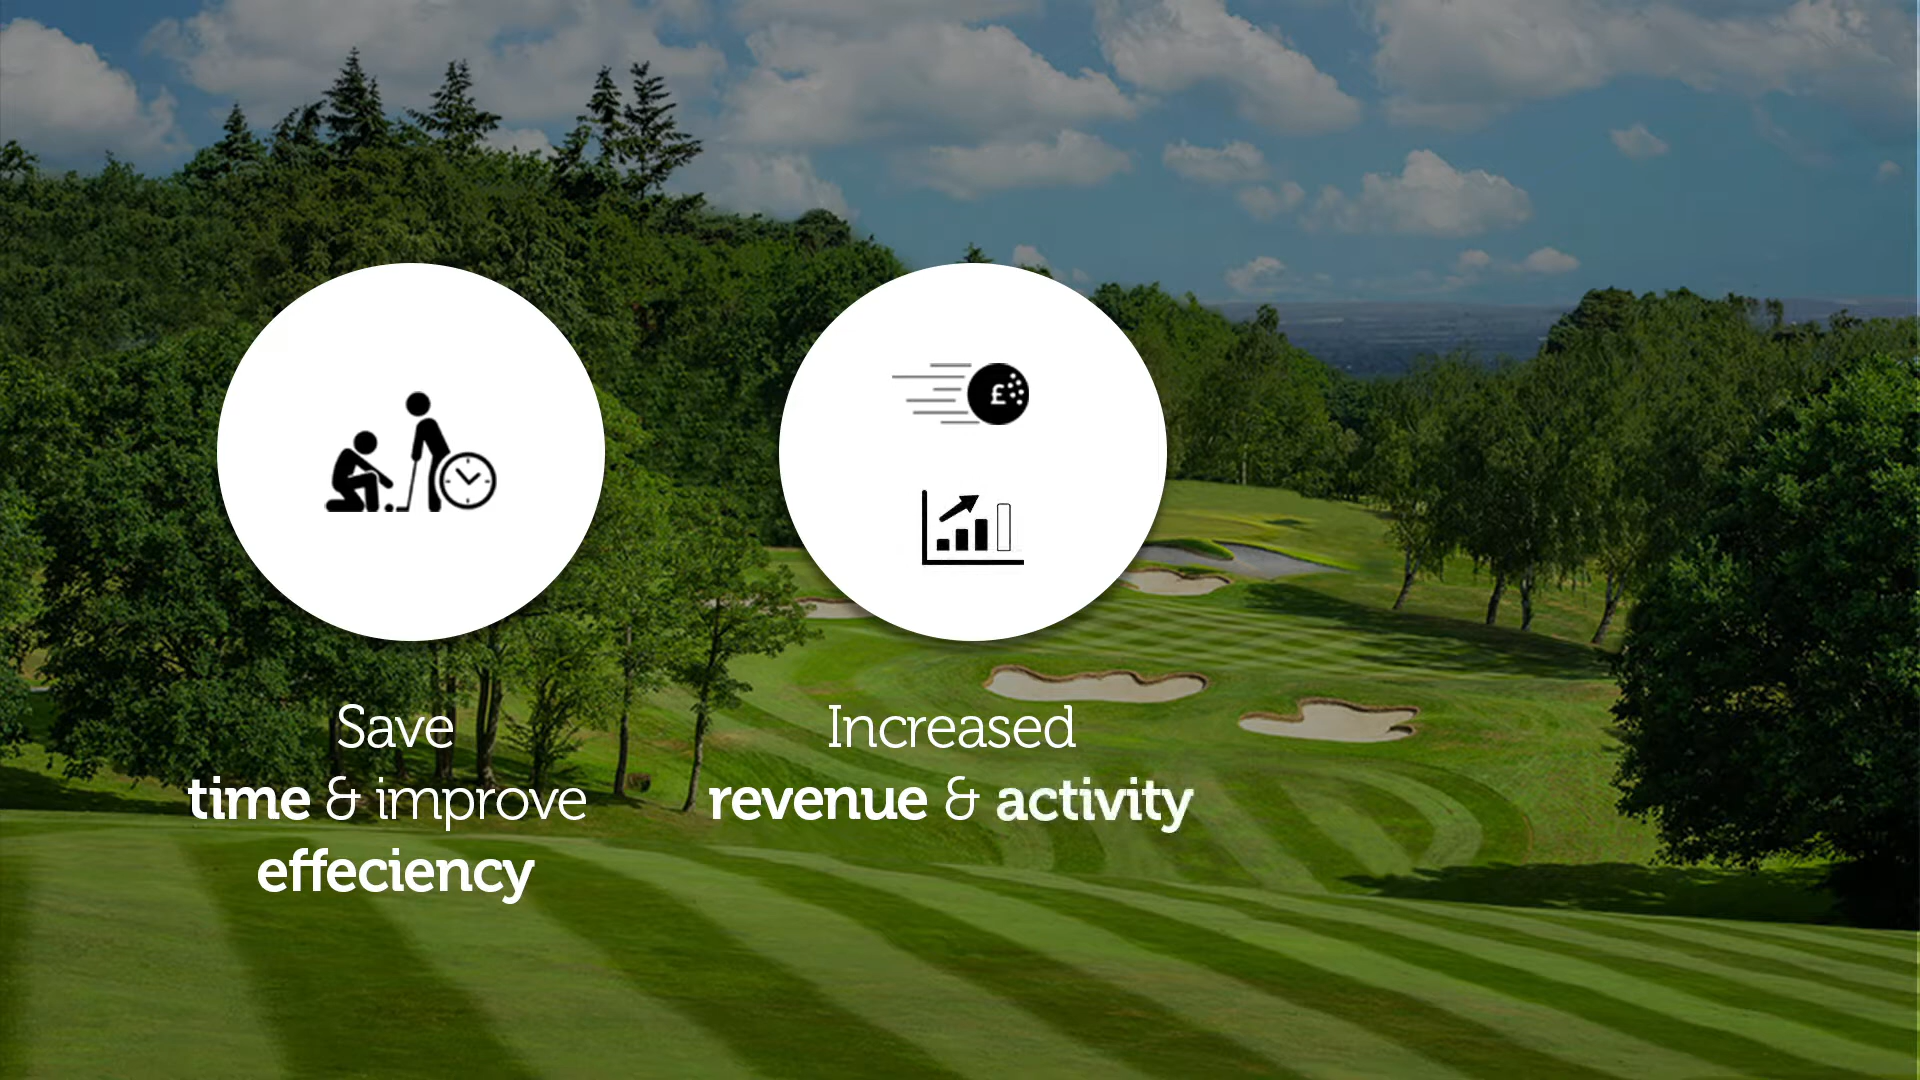 £
Save
time & improve
effeciency
Increased
revenue & activity